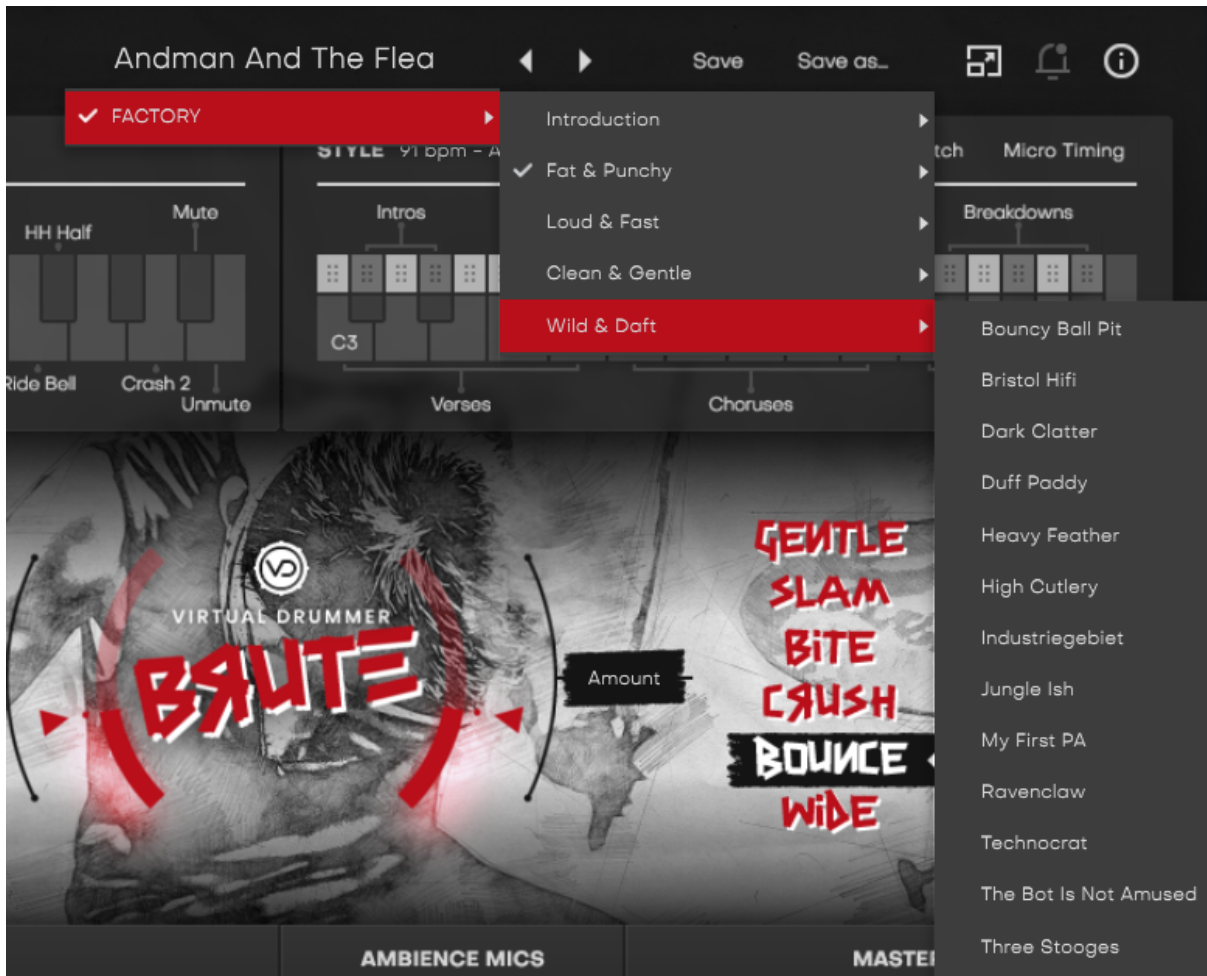 Andman And The Flea
Save
Save as...
FACTORY
Introduction
Fat & Punchy
Loud & Fast
Clean & Gentle
Wild & Daft
Bouncy Ball Pit
Bristol Hifi
Dark Clatter
Duff Paddy
Heavy Feather
High Cutlery
Industriegebiet
Jungle Ish
My First PA
Ravenclaw
Technocrat
The Bot Is Not Amused
Three Stooges
STYLE 91 bpm – A
Micro Timing
HH Half
Mute
Ride Bell
Crash 2
Unmute
Intros
Breakdowns
C3
Verses
Choruses
VD
VIRTUAL DRUMMER
BRUTE
Amount
GENTLE
SLAM
BiTE
CRUSH
BOUNCE
WiDE
AMBIENCE MICS
MASTER